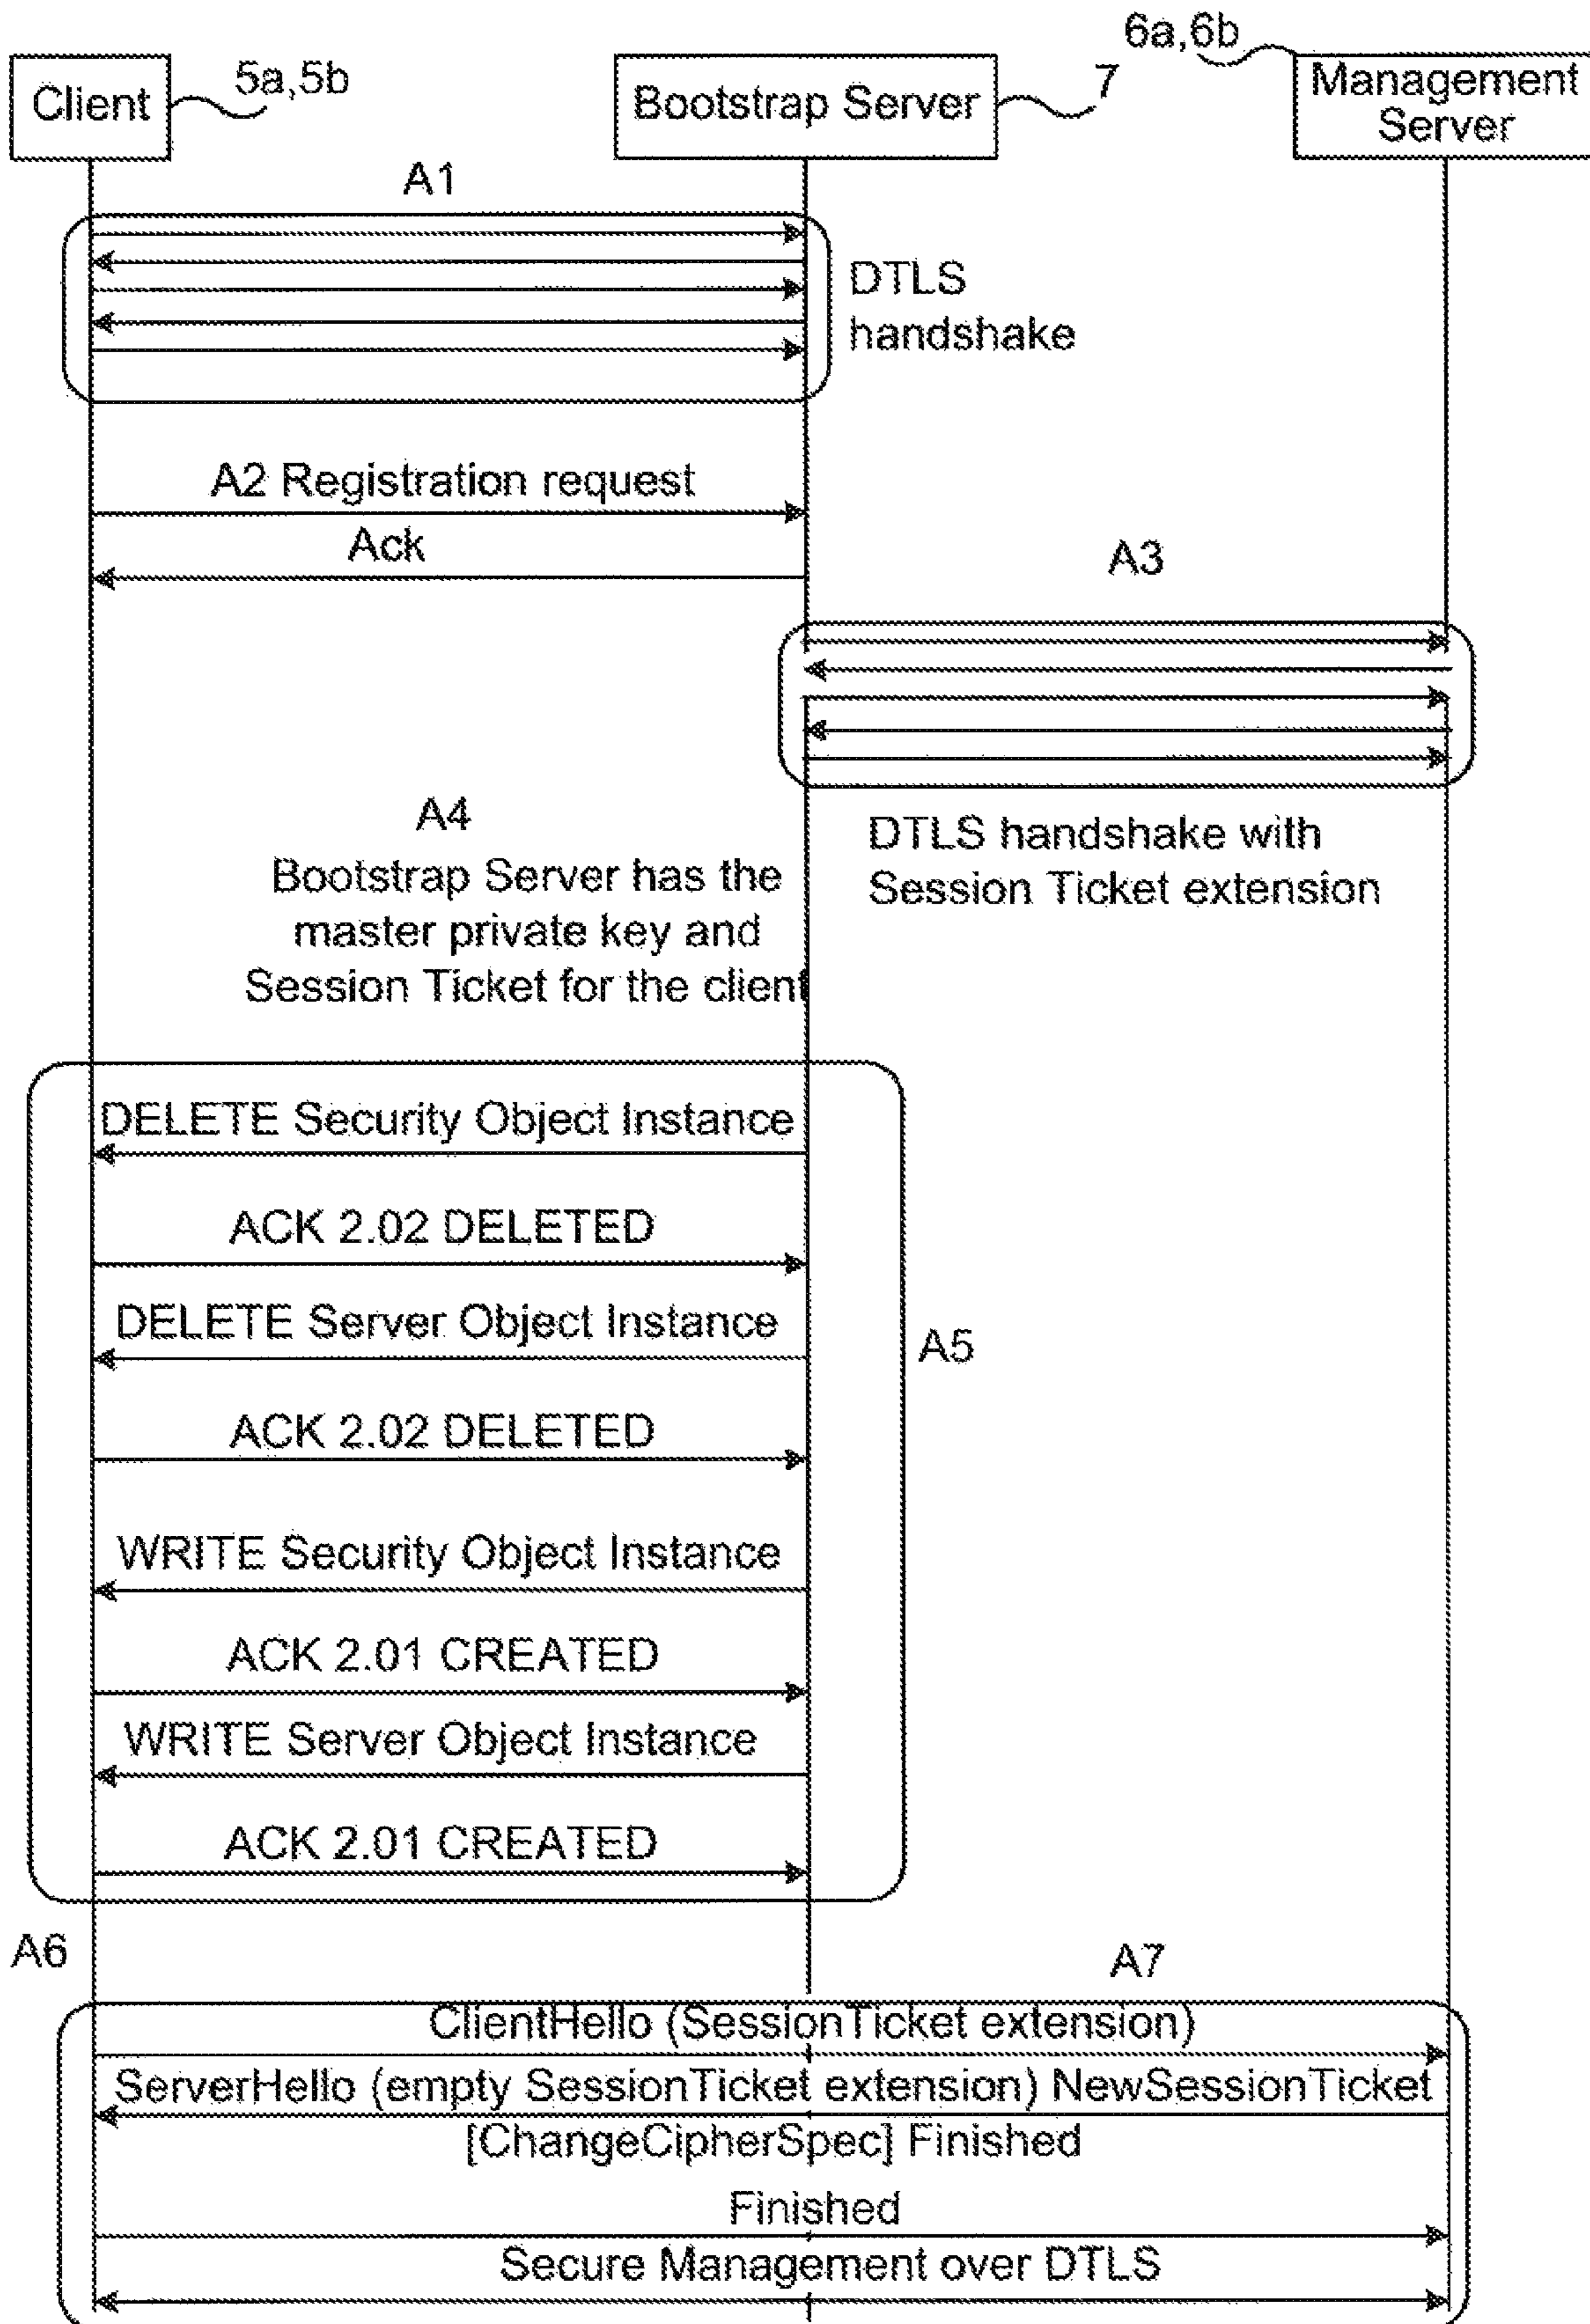 6a,6b
Client
5a,5b
Bootstrap Server
7
Management
Server
A1
DTLS
handshake
A2 Registration request
Ack
A3
A4
Bootstrap Server has the
master private key and
Session Ticket for the client
DTLS handshake with
Session Ticket extension
DELETE Security Object Instance
ACK 2.02 DELETED
DELETE Server Object Instance
A5
ACK 2.02 DELETED
WRITE Security Object Instance
ACK 2.01 CREATED
WRITE Server Object Instance
ACK 2.01 CREATED
A6
A7
ClientHello (SessionTicket extension)
ServerHello (empty SessionTicket extension) NewSessionTicket
[ChangeCipherSpec] Finished
Finished
Secure Management over DTLS